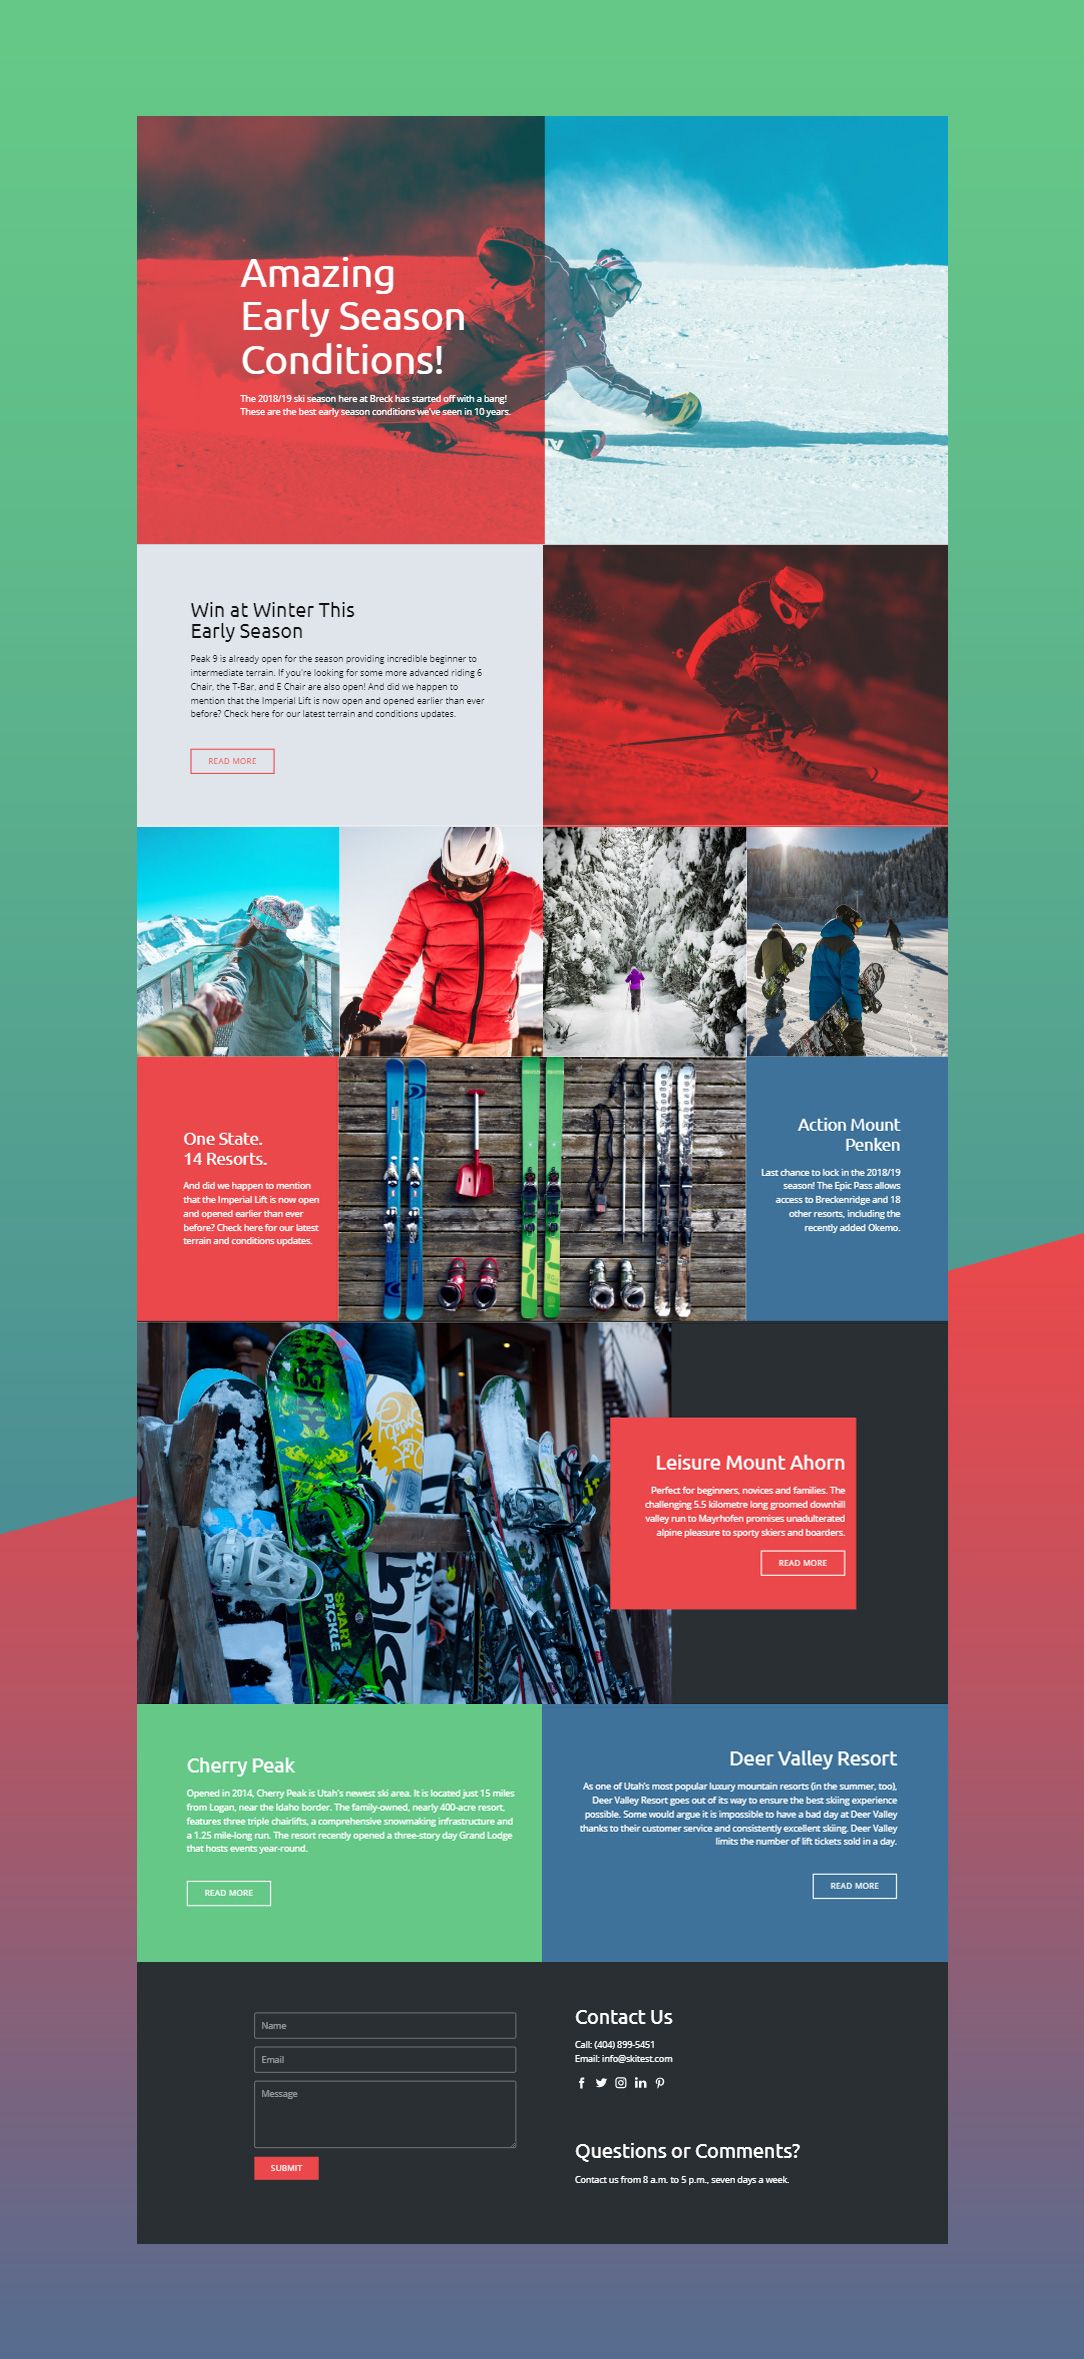 Amazing
Early Season
Conditions!
The 2018/19 ski season here at Breck has started off with a bang!
These are the best early season conditions we've seen in 10 years.
Win at Winter This
Early Season
Peak 9 is already open for the season providing incredible beginner to
intermediate terrain. If you're looking for some more advanced riding 6
Chair, the T-Bar, and E Chair are also open! And did we happen to
mention that the Imperial Lift is now open and opened earlier than ever
before? Check here for our latest terrain and conditions updates.
READ MORE
One State.
14 Resorts.
And did we happen to mention
that the Imperial Lift is now open
and opened earlier than ever
before? Check here for our latest
terrain and conditions updates.
Action Mount
Penken
Last chance to lock in the 2018/19
season! The Epic Pass allows
access to Breckenridge and 18
other resorts, including the
recently added Okemo.
SMART
PICKLE
Leisure Mount Ahorn
Perfect for beginners, novices and families. The
challenging 5.5 kilometre long groomed downhill
valley run to Mayrhofen promises unadulterated
alpine pleasure to sporty skiers and boarders.
READ MORE
Cherry Peak
Opened in 2014, Cherry Peak is Utah's newest ski area. It is located just 15 miles
from Logan, near the Idaho border. The family-owned, nearly 400-acre resort,
features three triple chairlifts, a comprehensive snowmaking infrastructure and
a 1.25 mile-long run. The resort recently opened a three-story day Grand Lodge
that hosts events year-round.
READ MORE
Deer Valley Resort
As one of Utah's most popular luxury mountain resorts (in the summer, too),
Deer Valley Resort goes out of its way to ensure the best skiing experience
possible. Some would argue it is impossible to have a bad day at Deer Valley
thanks to their customer service and consistently excellent skiing. Deer Valley
limits the number of lift tickets sold in a day.
READ MORE
Name
Email
Message
SUBMIT
Contact Us
Call: (404) 899-5451
Email: info@skitest.com
Questions or Comments?
Contact us from 8 a.m. to 5 p.m., seven days a week.